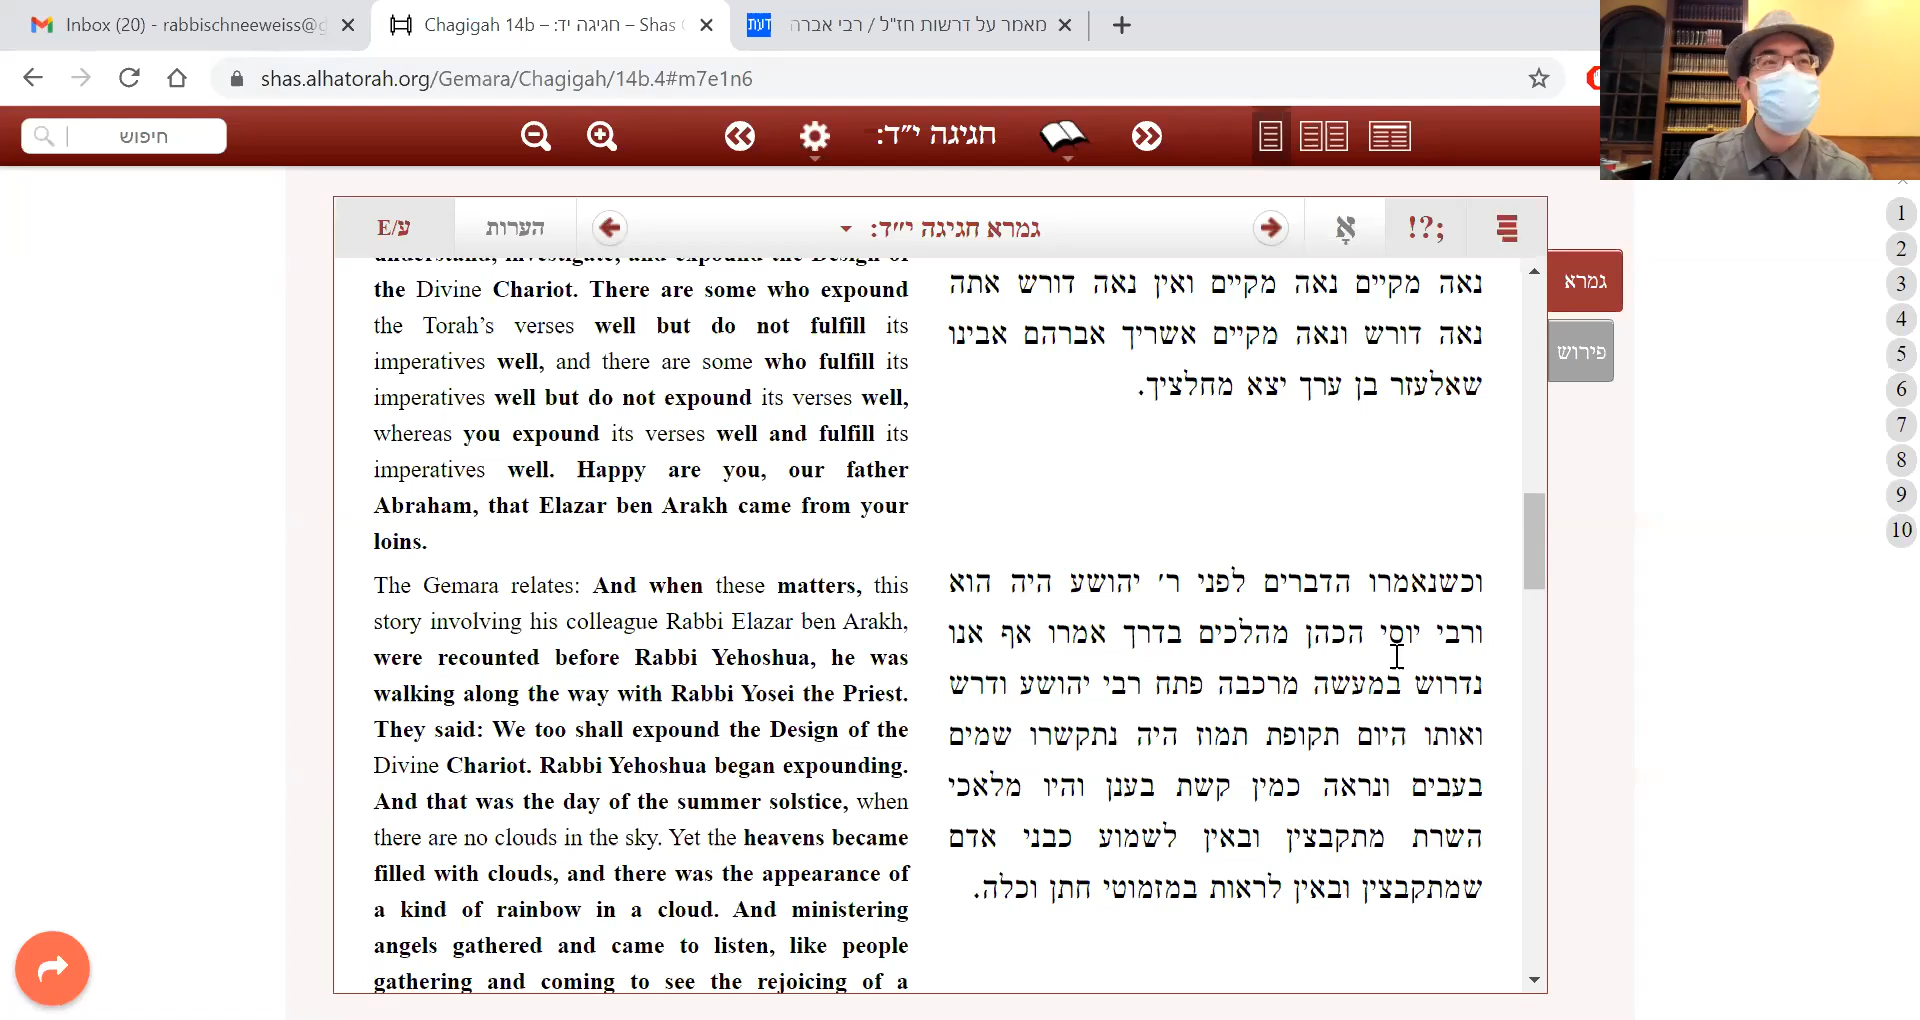 Inbox (20) - rabbischneeweiss@g
Chagigah 14b – חגיגה יד: – Shas
מאמר על דרשות חז"ל / רבי אברה
דעת
shas.alhatorah.org/Gemara/Chagigah/14b.4#m7e1n6
חיפוש
חגיגה י״ד:
E/ע
הערות
גמרא חגיגה י״ד:
אָ
!?;
גמרא
פירוש
1
2
3
4
5
6
7
8
9
10
understand, investigate, and expound the Design of
the Divine Chariot. There are some who expound
the Torah’s verses well but do not fulfill its
imperatives well, and there are some who fulfill its
imperatives well but do not expound its verses well,
whereas you expound its verses well and fulfill its
imperatives well. Happy are you, our father
Abraham, that Elazar ben Arakh came from your
loins.
The Gemara relates: And when these matters, this
story involving his colleague Rabbi Elazar ben Arakh,
were recounted before Rabbi Yehoshua, he was
walking along the way with Rabbi Yosei the Priest.
They said: We too shall expound the Design of the
Divine Chariot. Rabbi Yehoshua began expounding.
And that was the day of the summer solstice, when
there are no clouds in the sky. Yet the heavens became
filled with clouds, and there was the appearance of
a kind of rainbow in a cloud. And ministering
angels gathered and came to listen, like people
gathering and coming to see the rejoicing of a
נאה מקיים נאה מקיים ואין נאה דורש אתה
נאה דורש ונאה מקיים אשריך אברהם אבינו
שאלעזר בן ערך יצא מחלציך.
וכשנאמרו הדברים לפני ר׳ יהושע היה הוא
ורבי יוסי הכהן מהלכים בדרך אמרו אף אנו
נדרוש במעשה מרכבה פתח רבי יהושע ודרש
ואותו היום תקופת תמוז היה נתקשרו שמים
בעבים ונראה כמין קשת בענן והיו מלאכי
השרת מתקבצין ובאין לשמוע כבני אדם
שמתקבצין ובאין לראות במזמוטי חתן וכלה.